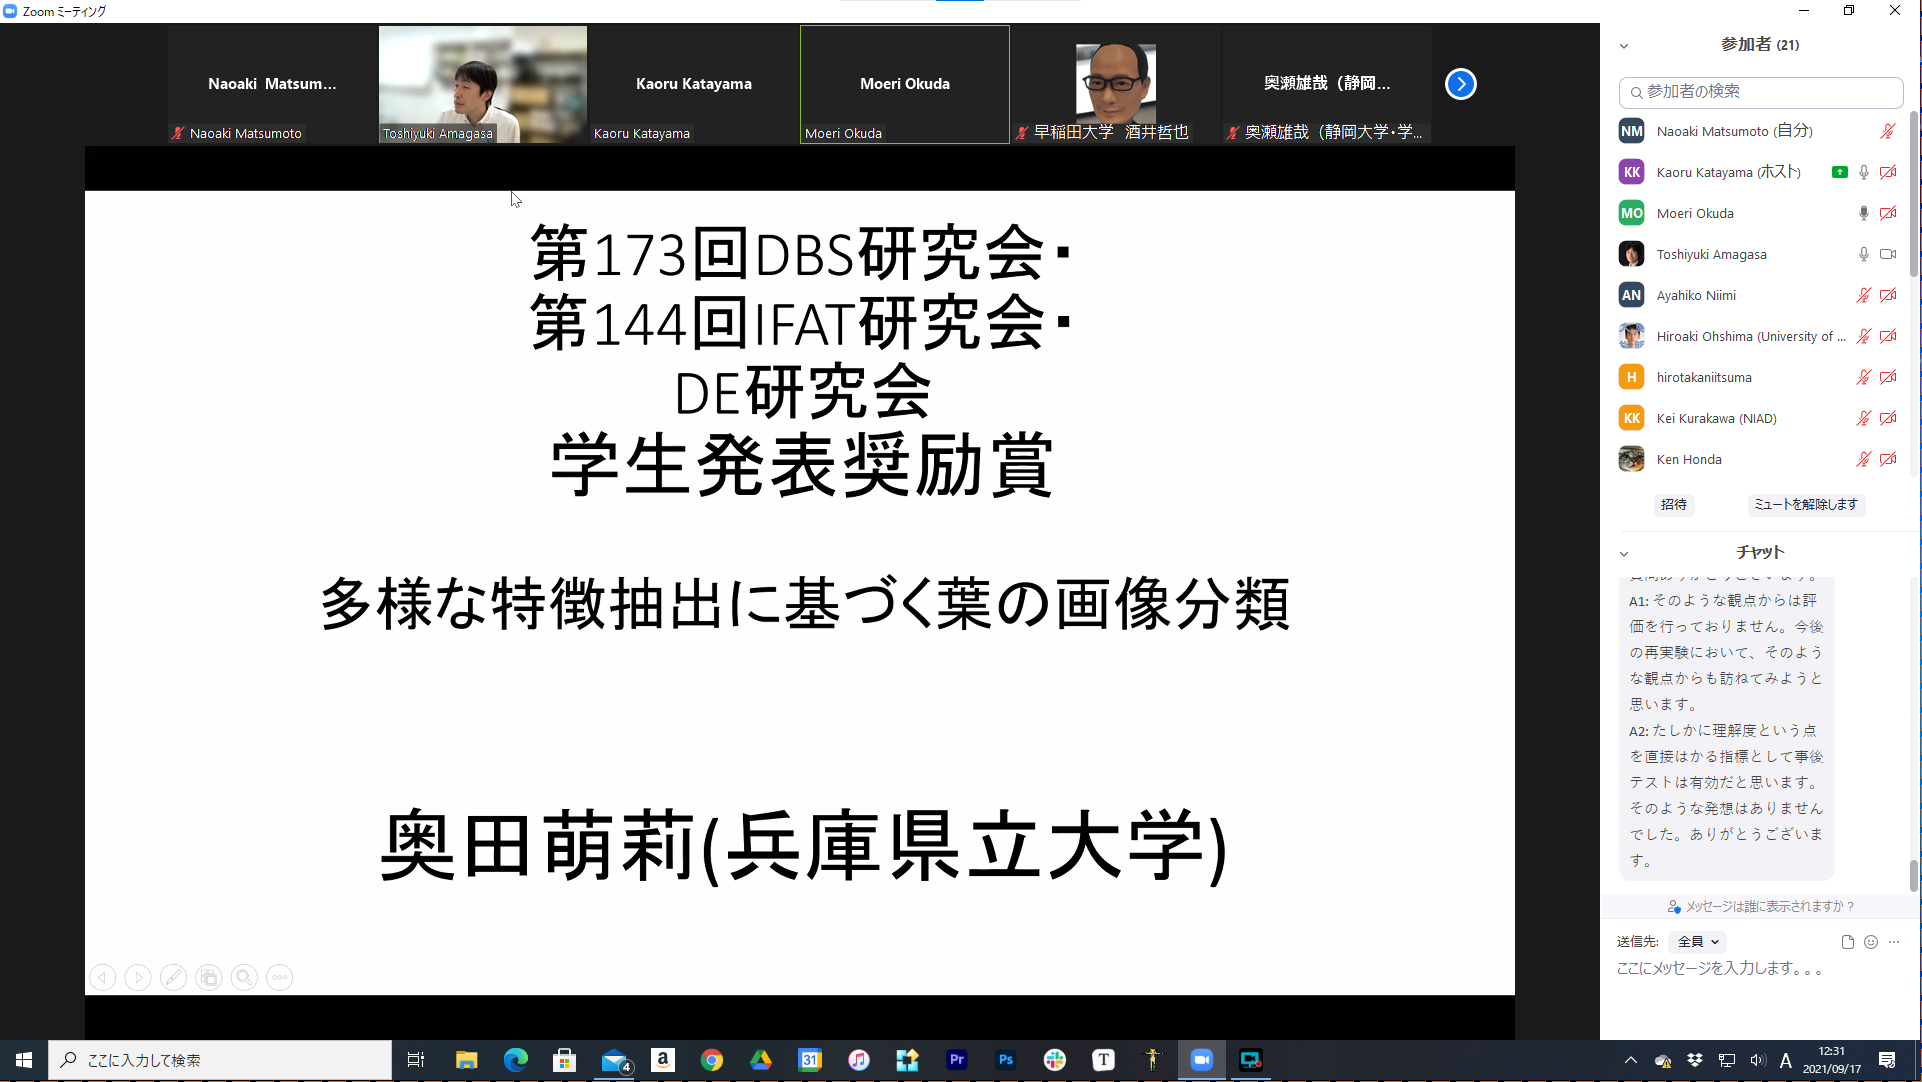 Zoom ミーティング
Naoaki Matsum...
Kaoru Katayama
Moeri Okuda
奥瀬雄哉（静岡...
Naoaki Matsumoto
Toshiyuki Amagasa
Kaoru Katayama
Moeri Okuda
早稲田大学 酒井哲也
奥瀬雄哉（静岡大学・学...
第173回DBS研究会・
第144回IFAT研究会・
DE研究会
学生発表奨励賞
多様な特徴抽出に基づく葉の画像分類
奥田萌莉(兵庫県立大学)
参加者 (21)
参加者の検索
NM Naoaki Matsumoto (自分)
KK Kaoru Katayama (ホスト)
MO Moeri Okuda
Toshiyuki Amagasa
AN Ayahiko Niimi
Hiroaki Ohshima (University of ...
H hirotakaniitsuma
KK Kei Kurakawa (NIAD)
Ken Honda
招待
ミュートを解除します
チャット
A1: そのような観点からは評
価を行っておりません。今後
の再実験において、そのよう
な観点からも訪ねてみようと
思います。
A2: たしかに理解度という点
を直接はかる指標として事後
テストは有効だと思います。
そのような発想はありません
でした。ありがとうございま
す。
メッセージは誰に表示されますか？
送信先: 全員
ここにメッセージを入力します。。。
ここに入力して検索
4
a
31
Pr
Ps
T
A
12:31
2021/09/17